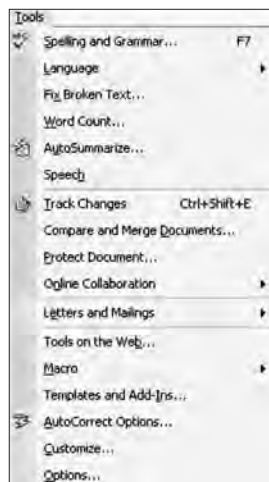 Tools
Spelling and Grammar... F7
Language
Fix Broken Text...
Word Count...
AutoSummarize...
Speech
Track Changes Ctrl+Shift+E
Compare and Merge Documents...
Protect Document...
Online Collaboration
Letters and Mailings
Tools on the Web...
Macro
Templates and Add-Ins...
AutoCorrect Options...
Customize...
Options...